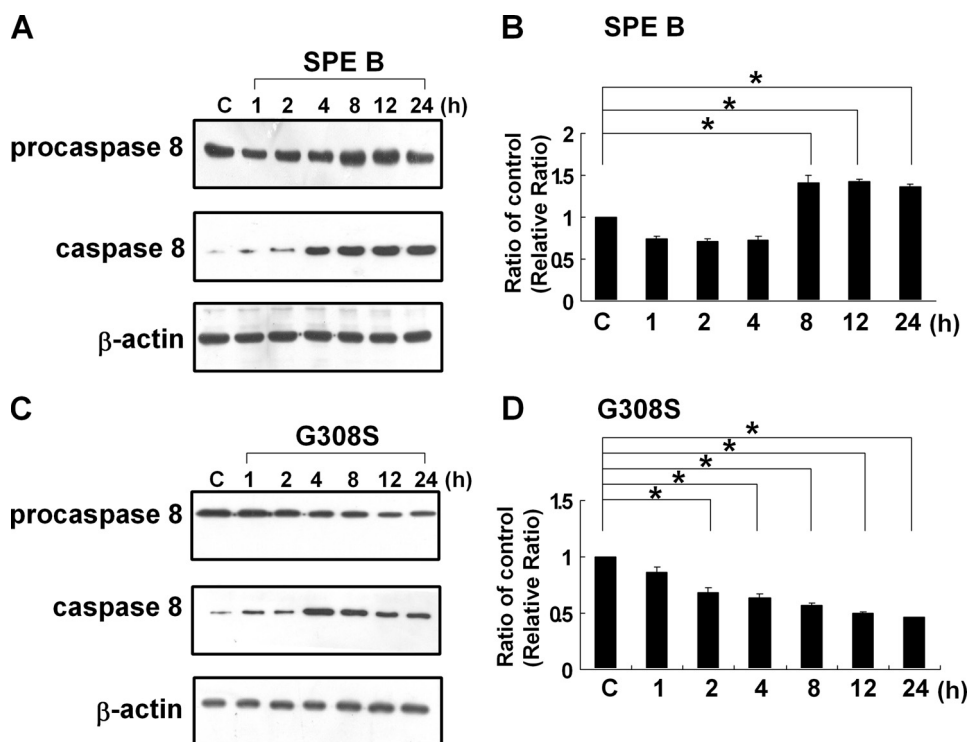 A
SPE B
C 1 2 4 8 12 24 (h)
procaspase 8
caspase 8
β-actin
B
SPE B
* 
*
*
Ratio of control
(Relative Ratio)
2
1.5
1
0.5
0
C 1 2 4 8 12 24 (h)
C
G308S
C 1 2 4 8 12 24 (h)
procaspase 8
caspase 8
β-actin
D
G308S
*
*
*
*
*
Ratio of control
(Relative Ratio)
1.5
1
0.5
0
C 1 2 4 8 12 24 (h)